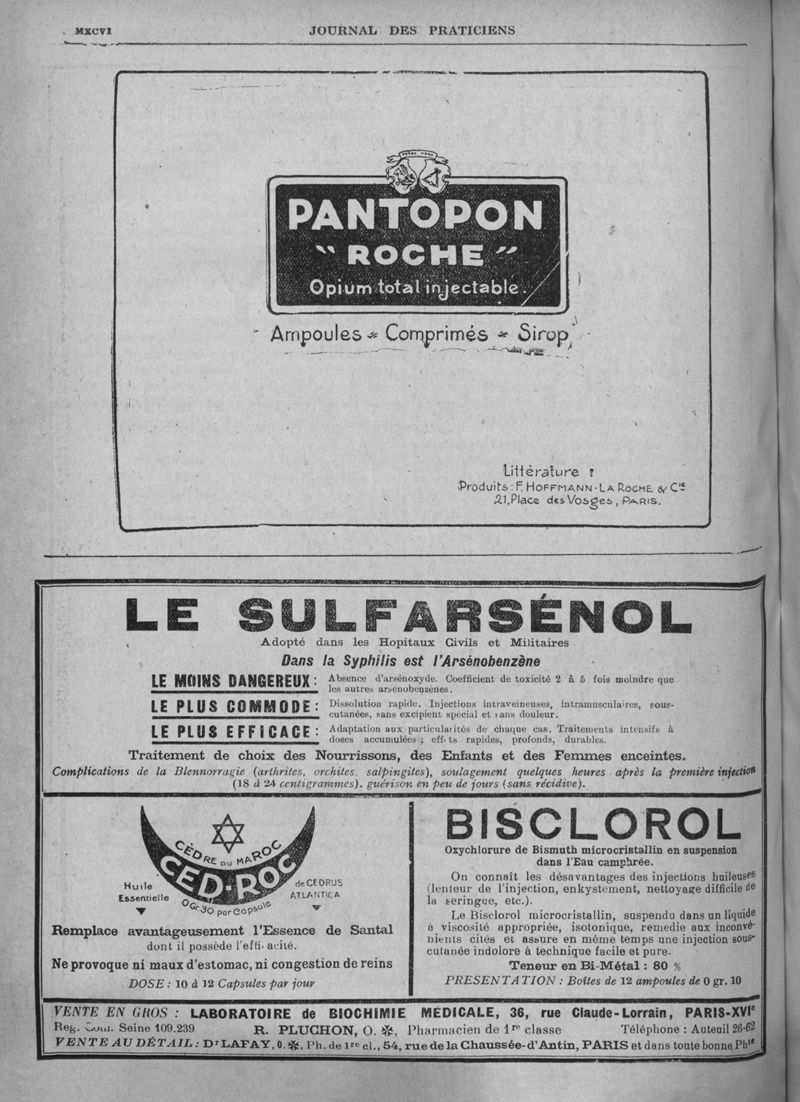 MXCVI
JOURNAL DES PRATICIENS
PANTOPON
"ROCHE"
Opium total injectable.
Ampoules * Comprimés * Sirop
Littérature :
Produits : F. HOFFMANN-LA ROCHE & Cie
21, Place des Vosges, PARIS.
LE SULFARSÉNOL
Adopté dans les Hopitaux Civils et Militaires
Dans la Syphilis est l'Arsénobenzène
LE MOINS DANGEREUX : Absence d'arsénoxyde. Coefficient de toxicité 2 à 5 fois moindre que
les autres arsénobenzènes.
LE PLUS COMMODE : Dissolution rapide. Injections intraveineuses, intramusculaires, sous-
cutanées, sans excipient spécial et sans douleur.
LE PLUS EFFICACE : Adaptation aux particularités de chaque cas. Traitements intensifs à
doses accumulées ; effets rapides, profonds, durables.
Traitement de choix des Nourrissons, des Enfants et des Femmes enceintes.
Complications de la Blennorragie (arthrites, orchites, salpingites), soulagement quelques heures après la première injection
(18 à 24 centigrammes), guérison en peu de jours (sans récidive).
CÈDRE DU MAROC
CED-ROC
Huile
Essentielle
de CEDRUS
ATLANTICA
0Gr.30 par Capsule
Remplace avantageusement l'Essence de Santal
dont il possède l'efficacité.
Ne provoque ni maux d'estomac, ni congestion de reins
DOSE : 10 à 12 Capsules par jour
BISCLOROL
Oxychlorure de Bismuth microcristallin en suspension
dans l'Eau camphrée.
On connaît les désavantages des injections huileuses
(lenteur de l'injection, enkystement, nettoyage difficile de
la seringue, etc.).
Le Bisclorol microcristallin, suspendu dans un liquide
à viscosité appropriée, isotonique, remedie aux inconvé-
nients cités et assure en même temps une injection sous-
cutanée indolore à technique facile et pure.
Teneur en Bi-Métal : 80 %
PRESENTATION : Boîtes de 12 ampoules de 0 gr. 10
VENTE EN GROS : LABORATOIRE de BIOCHIMIE MÉDICALE, 36, rue Claude-Lorrain, PARIS-XVIe
Reg. Com. Seine 109.239 R. PLUCHON, O. ✻, Pharmacien de 1re classe Téléphone : Auteuil 26-62
VENTE AU DÉTAIL : Dr LAFAY, O. ✻, Ph. de 1re cl., 54, rue de la Chaussée-d'Antin, PARIS et dans toute bonne Phie